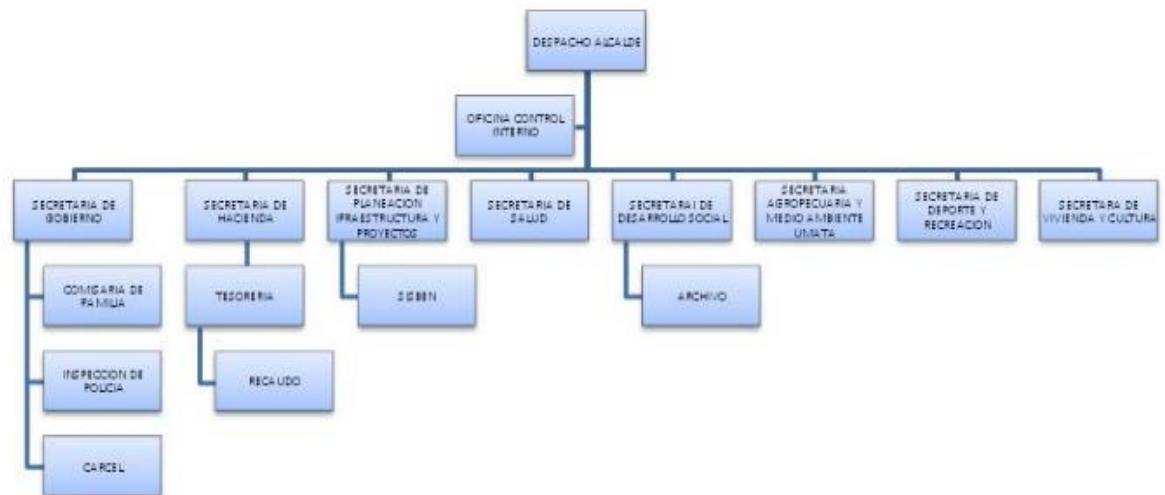 DESPACHO ALCALDE
OFICINA CONTROL
INTERNO
SECRETARIA DE
GOBIERNO
SECRETARIA DE
HACIENDA
SECRETARIA DE
PLANEACION
IFRAESTRUCTURA Y
PROYECTOS
SECRETARIA DE
SALUD
SECRETARAI DE
DESARROLLO SOCIAL
SECRETARIA
AGROPECUARIA Y
MEDIO AMBIENTE
UMATA
SECRETARIA DE
DEPORTE Y
RECREACION
SECRETARA DE
VIVIENDA Y CULTURA
COMISARIA DE
FAMILIA
TESORERIA
SISBEN
ARCHIVO
INSPECCION DE
POLICIA
RECAUDO
CARCEL